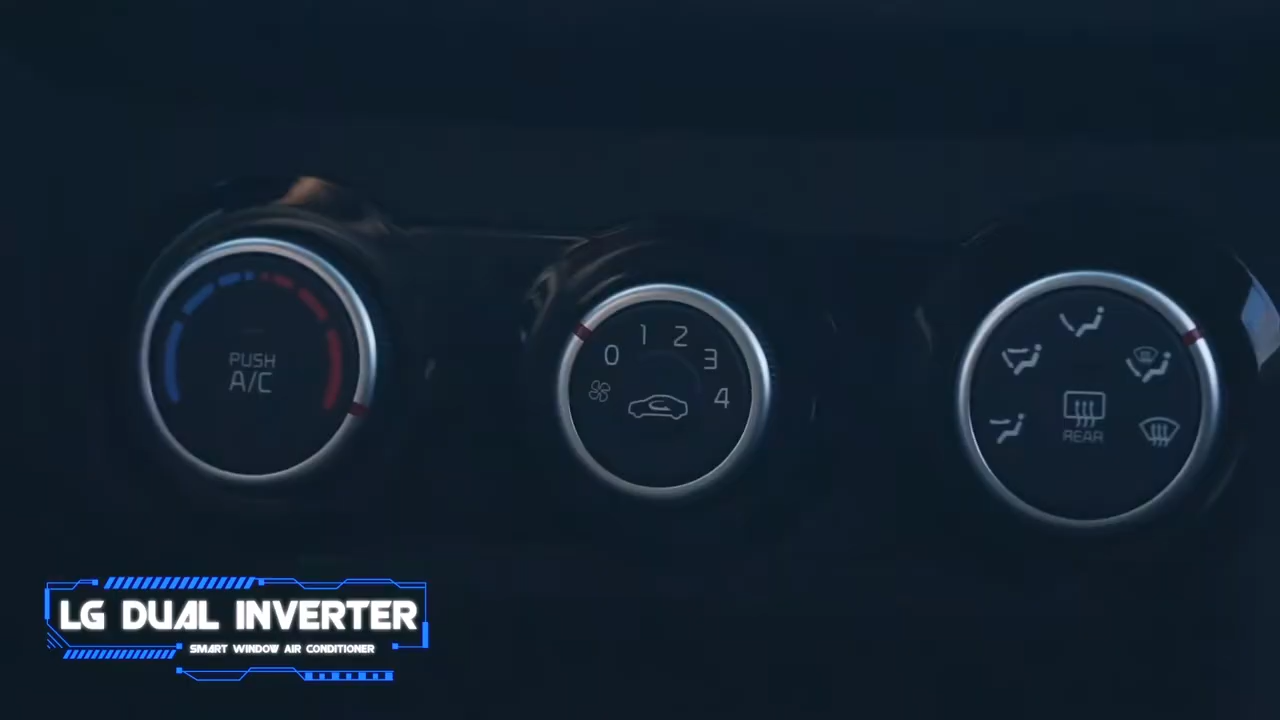 PUSH
A/C
0 1 2 3 4
REAR
LG DUAL INVERTER
SMART WINDOW AIR CONDITIONER